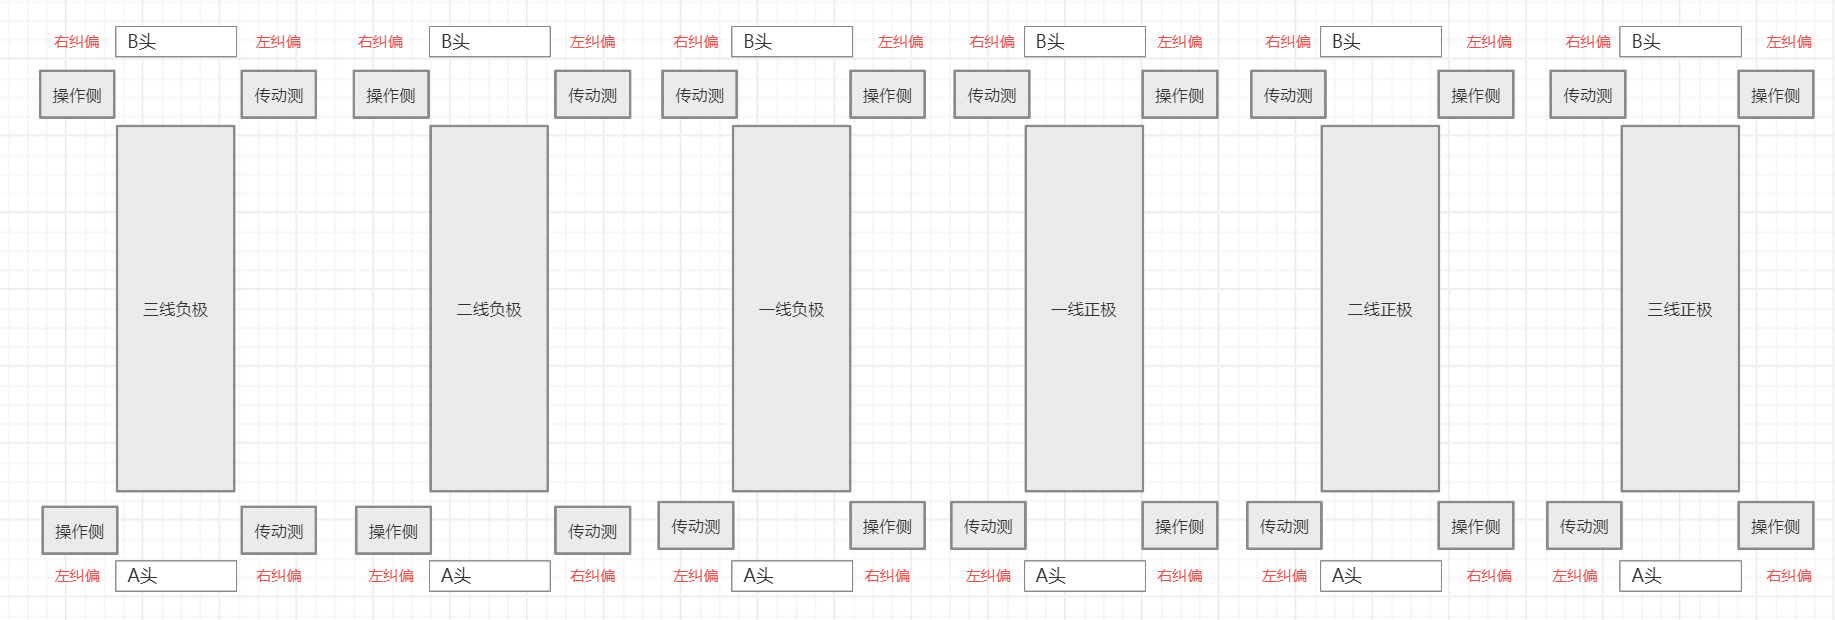 右纠偏 B头 左纠偏 右纠偏 B头 左纠偏 右纠偏 B头 左纠偏 右纠偏 B头 左纠偏 右纠偏 B头 左纠偏 右纠偏 B头 左纠偏
操作侧 传动测 操作侧 传动测 传动测 操作侧 传动测 操作侧 传动测 操作侧 传动测 操作侧
三线负极 二线负极 一线负极 一线正极 二线正极 三线正极
操作侧 传动测 操作侧 传动测 传动测 操作侧 传动测 操作侧 传动测 操作侧 传动测 操作侧
左纠偏 A头 右纠偏 左纠偏 A头 右纠偏 左纠偏 A头 右纠偏 左纠偏 A头 右纠偏 左纠偏 A头 右纠偏 左纠偏 A头 右纠偏